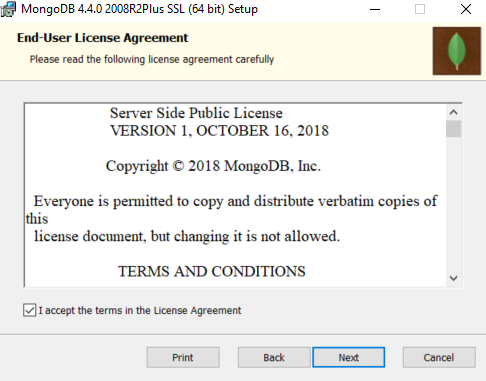 MongoDB 4.4.0 2008R2Plus SSL (64 bit) Setup
End-User License Agreement
Please read the following license agreement carefully
Server Side Public License
VERSION 1, OCTOBER 16, 2018
Copyright © 2018 MongoDB, Inc.
Everyone is permitted to copy and distribute verbatim copies of
this
license document, but changing it is not allowed.
TERMS AND CONDITIONS
I accept the terms in the License Agreement
Print
Back
Next
Cancel